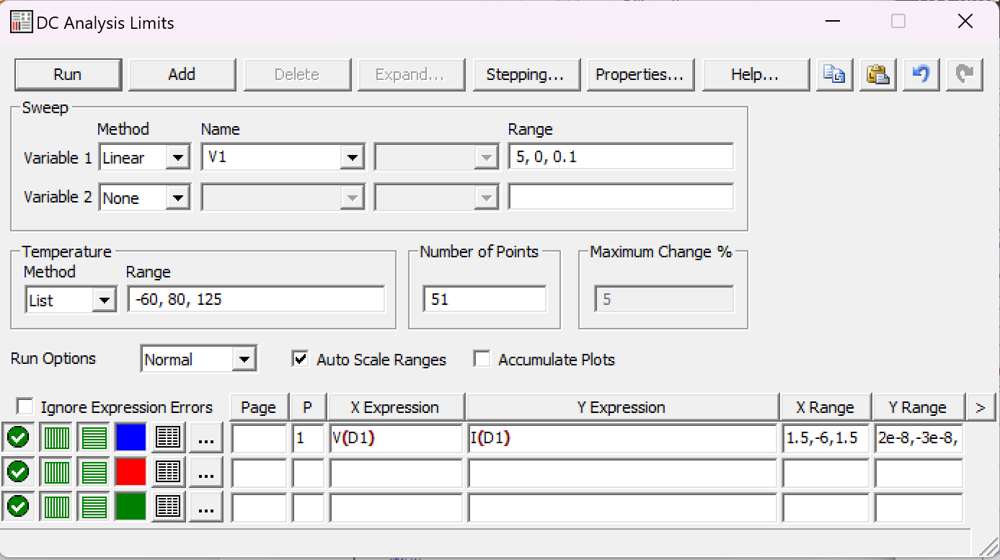 DC Analysis Limits
Run Add Delete Expand... Stepping... Properties... Help...
Sweep
Method Name Range
Variable 1 Linear V1 5, 0, 0.1
Variable 2 None
Temperature Number of Points Maximum Change %
Method Range
List -60, 80, 125 51 5
Run Options Normal Auto Scale Ranges Accumulate Plots
Ignore Expression Errors Page P X Expression Y Expression X Range Y Range >
... 1 V(D1) I(D1) 1.5,-6,1.5 2e-8,-3e-8,
...
...